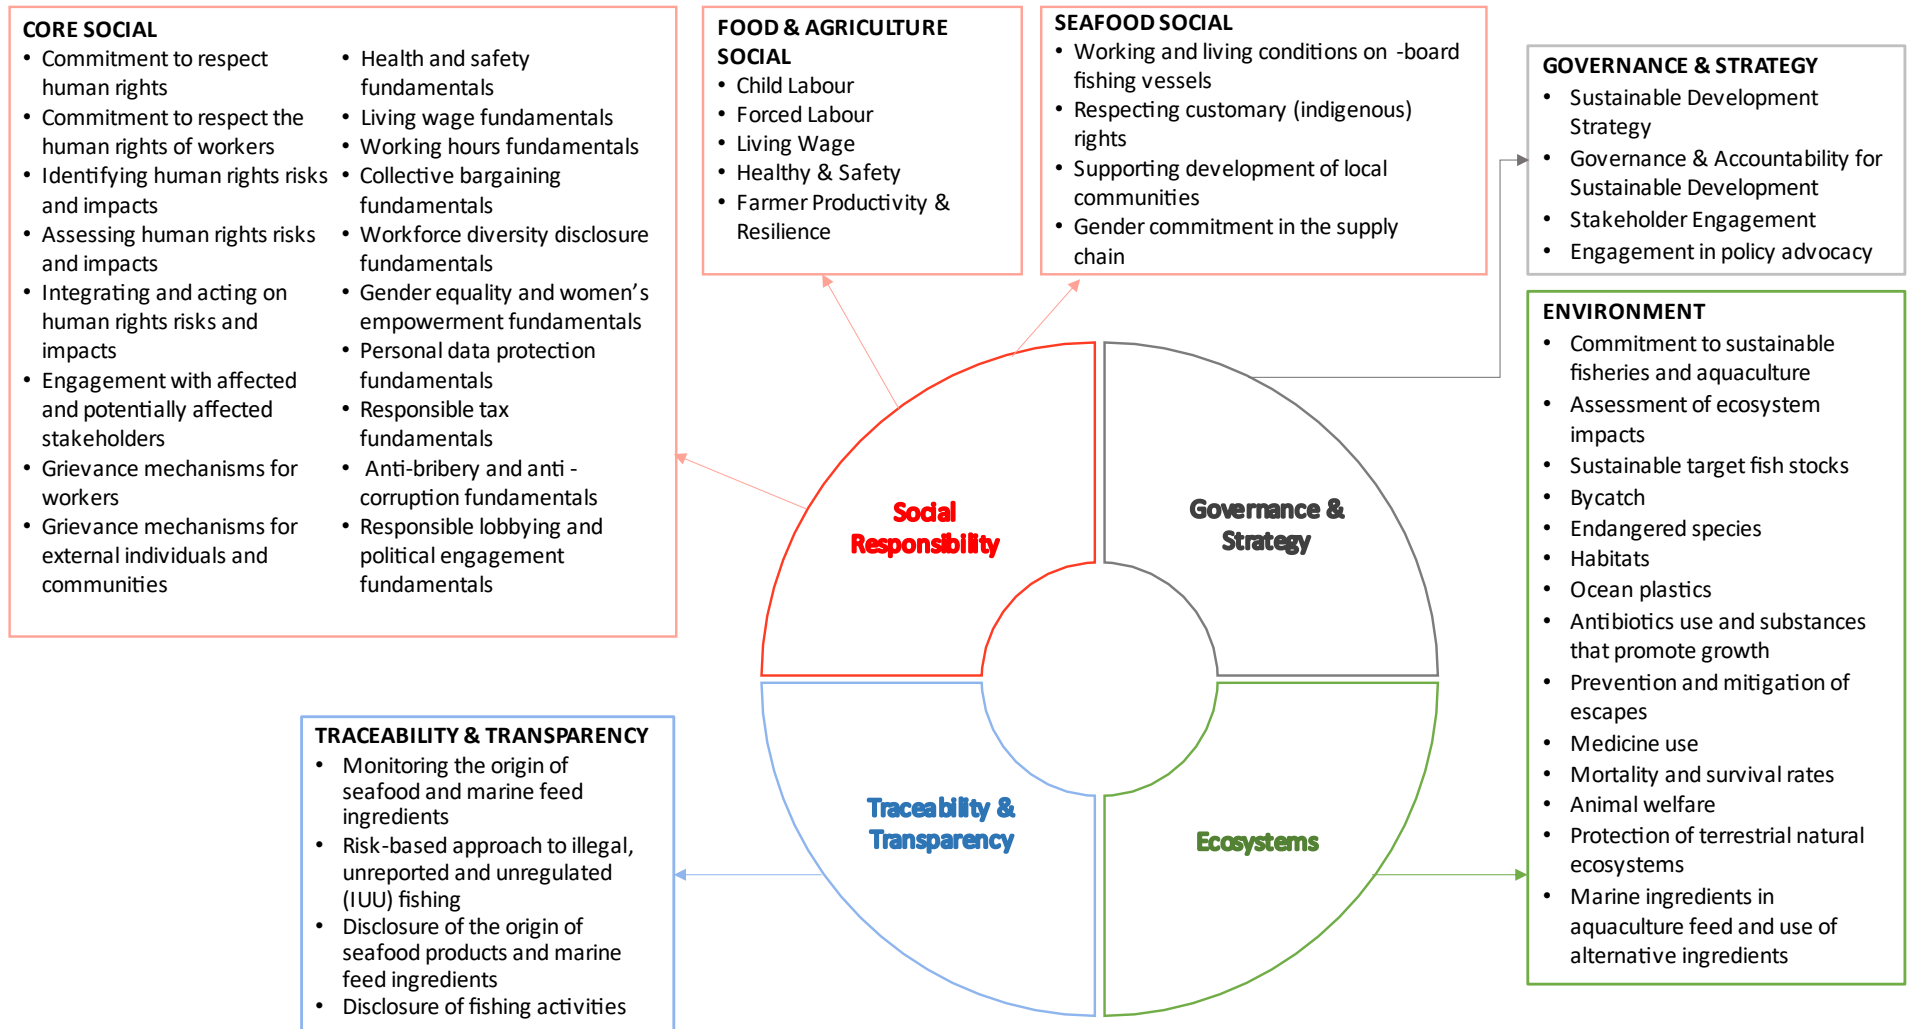 CORE SOCIAL
• Commitment to respect
human rights
• Commitment to respect the
human rights of workers
• Identifying human rights risks
and impacts
• Assessing human rights risks
and impacts
• Integrating and acting on
human rights risks and
impacts
• Engagement with affected
and potentially affected
stakeholders
• Grievance mechanisms for
workers
• Grievance mechanisms for
external individuals and
communities
• Health and safety
fundamentals
• Living wage fundamentals
• Working hours fundamentals
• Collective bargaining
fundamentals
• Workforce diversity disclosure
fundamentals
• Gender equality and women’s
empowerment fundamentals
• Personal data protection
fundamentals
• Responsible tax
fundamentals
• Anti-bribery and anti -
corruption fundamentals
• Responsible lobbying and
political engagement
fundamentals
FOOD & AGRICULTURE
SOCIAL
• Child Labour
• Forced Labour
• Living Wage
• Healthy & Safety
• Farmer Productivity &
Resilience
SEAFOOD SOCIAL
• Working and living conditions on -board
fishing vessels
• Respecting customary (indigenous)
rights
• Supporting development of local
communities
• Gender commitment in the supply
chain
GOVERNANCE & STRATEGY
• Sustainable Development
Strategy
• Governance & Accountability for
Sustainable Development
• Stakeholder Engagement
• Engagement in policy advocacy
ENVIRONMENT
• Commitment to sustainable
fisheries and aquaculture
• Assessment of ecosystem
impacts
• Sustainable target fish stocks
• Bycatch
• Endangered species
• Habitats
• Ocean plastics
• Antibiotics use and substances
that promote growth
• Prevention and mitigation of
escapes
• Medicine use
• Mortality and survival rates
• Animal welfare
• Protection of terrestrial natural
ecosystems
• Marine ingredients in
aquaculture feed and use of
alternative ingredients
Social
Responsibility
Governance &
Strategy
Traceability &
Transparency
Ecosystems
TRACEABILITY & TRANSPARENCY
• Monitoring the origin of
seafood and marine feed
ingredients
• Risk-based approach to illegal,
unreported and unregulated
(IUU) fishing
• Disclosure of the origin of
seafood products and marine
feed ingredients
• Disclosure of fishing activities